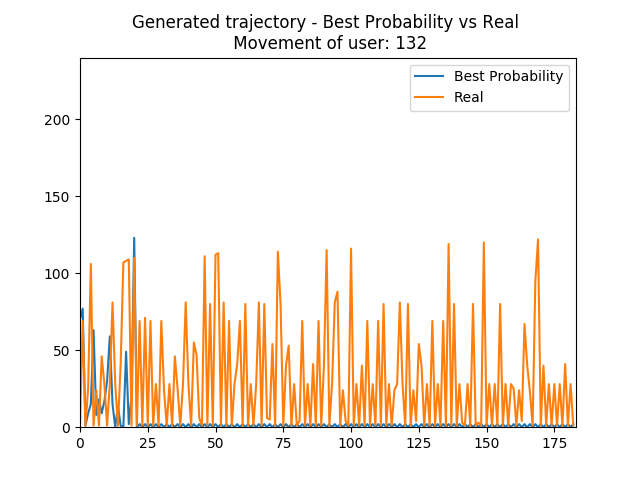 Generated trajectory - Best Probability vs Real
Movement of user: 132
Best Probability
Real
200
150
100
50
0
0 25 50 75 100 125 150 175